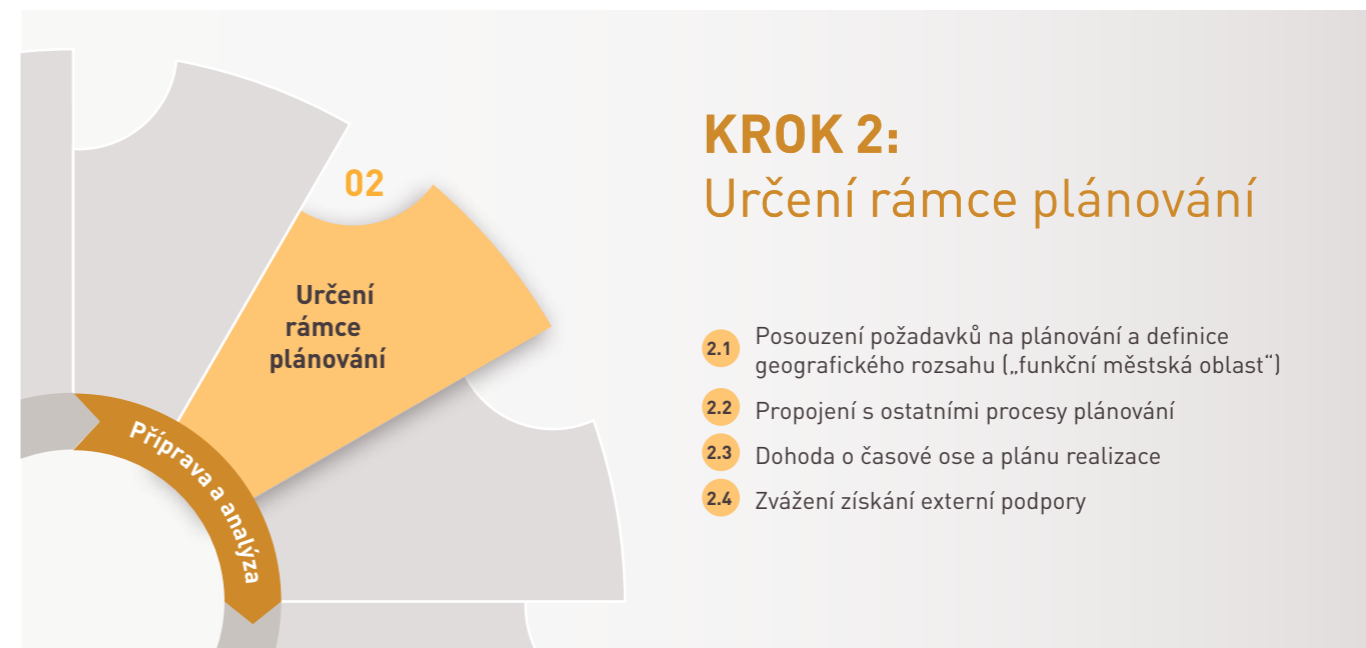 02
Určení
rámce
plánování
Příprava a analýza
KROK 2:
Určení rámce plánování
2.1 Posouzení požadavků na plánování a definice
geografického rozsahu („funkční městská oblast“)
2.2 Propojení s ostatními procesy plánování
2.3 Dohoda o časové ose a plánu realizace
2.4 Zvážení získání externí podpory